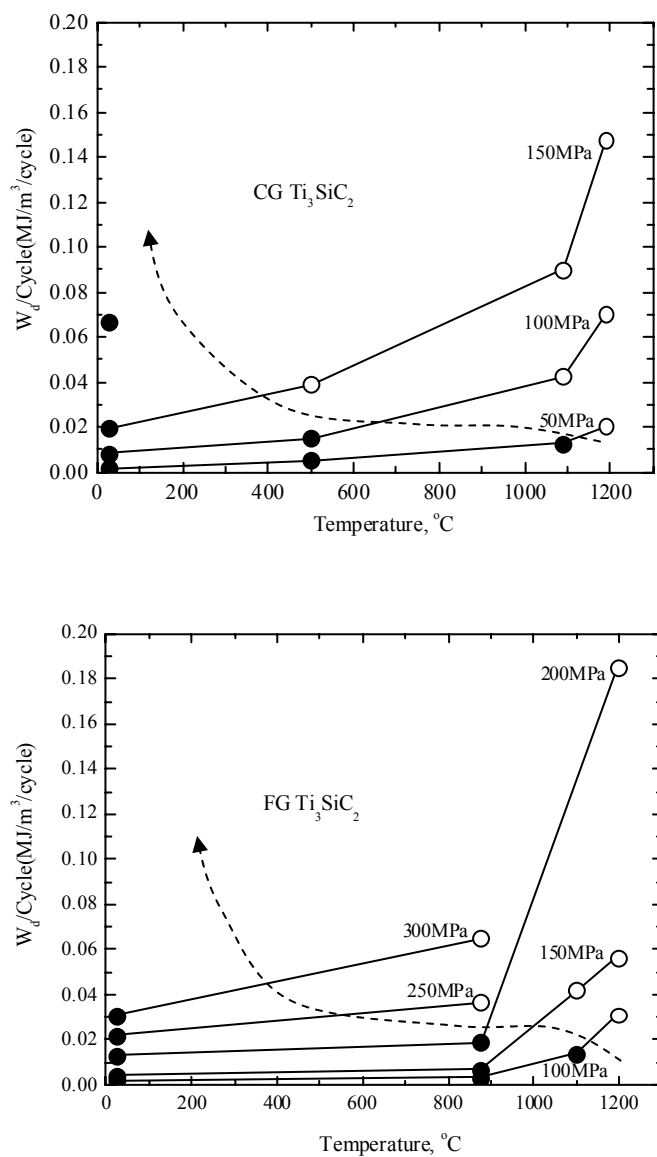 0.20
0.18
0.16
0.14
0.12
0.10
0.08
0.06
0.04
0.02
0.00
W_d/Cycle(MJ/m³/cycle)
150MPa
CG Ti₃SiC₂
100MPa
50MPa
0 200 400 600 800 1000 1200
Temperature, °C
0.20
0.18
0.16
0.14
0.12
0.10
0.08
0.06
0.04
0.02
0.00
W_d/Cycle(MJ/m³/cycle)
200MPa
FG Ti₃SiC₂
300MPa
150MPa
250MPa
100MPa
0 200 400 600 800 1000 1200
Temperature, °C